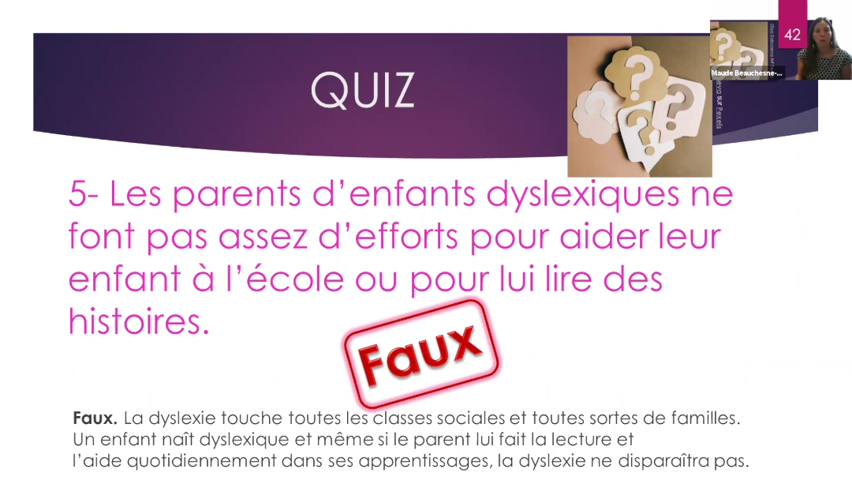 42
Maude Beauchesne-...
QUIZ
sur Pexels
5- Les parents d’enfants dyslexiques ne
font pas assez d’efforts pour aider leur
enfant à l’école ou pour lui lire des
histoires.
Faux
Faux. La dyslexie touche toutes les classes sociales et toutes sortes de familles.
Un enfant naît dyslexique et même si le parent lui fait la lecture et
l’aide quotidiennement dans ses apprentissages, la dyslexie ne disparaîtra pas.